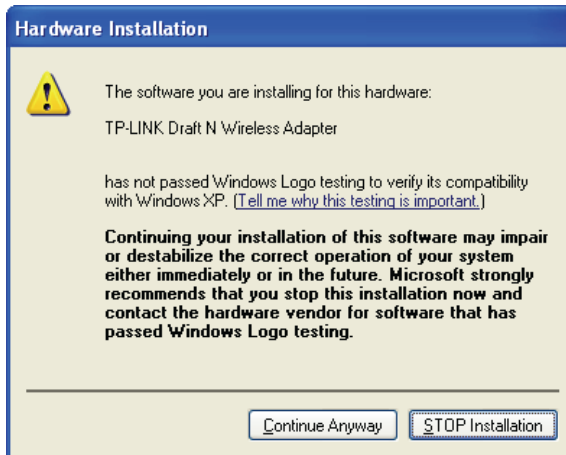 Hardware Installation
The software you are installing for this hardware:
TP-LINK Draft N Wireless Adapter
has not passed Windows Logo testing to verify its compatibility
with Windows XP. (Tell me why this testing is important.)
Continuing your installation of this software may impair
or destabilize the correct operation of your system
either immediately or in the future. Microsoft strongly
recommends that you stop this installation now and
contact the hardware vendor for software that has
passed Windows Logo testing.
Continue Anyway
STOP Installation